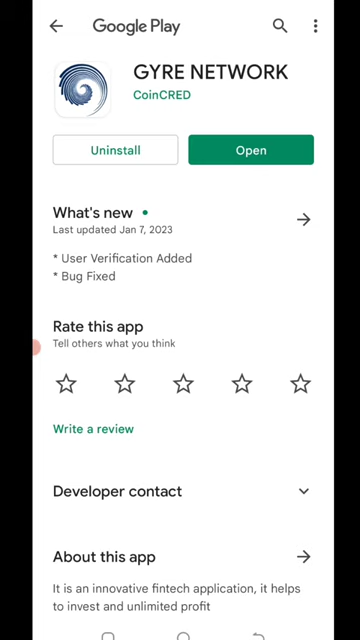 Google Play
GYRE NETWORK
CoinCRED
Uninstall
Open
What's new
Last updated Jan 7, 2023
* User Verification Added
* Bug Fixed
Rate this app
Tell others what you think
Write a review
Developer contact
About this app
It is an innovative fintech application, it helps
to invest and unlimited profit